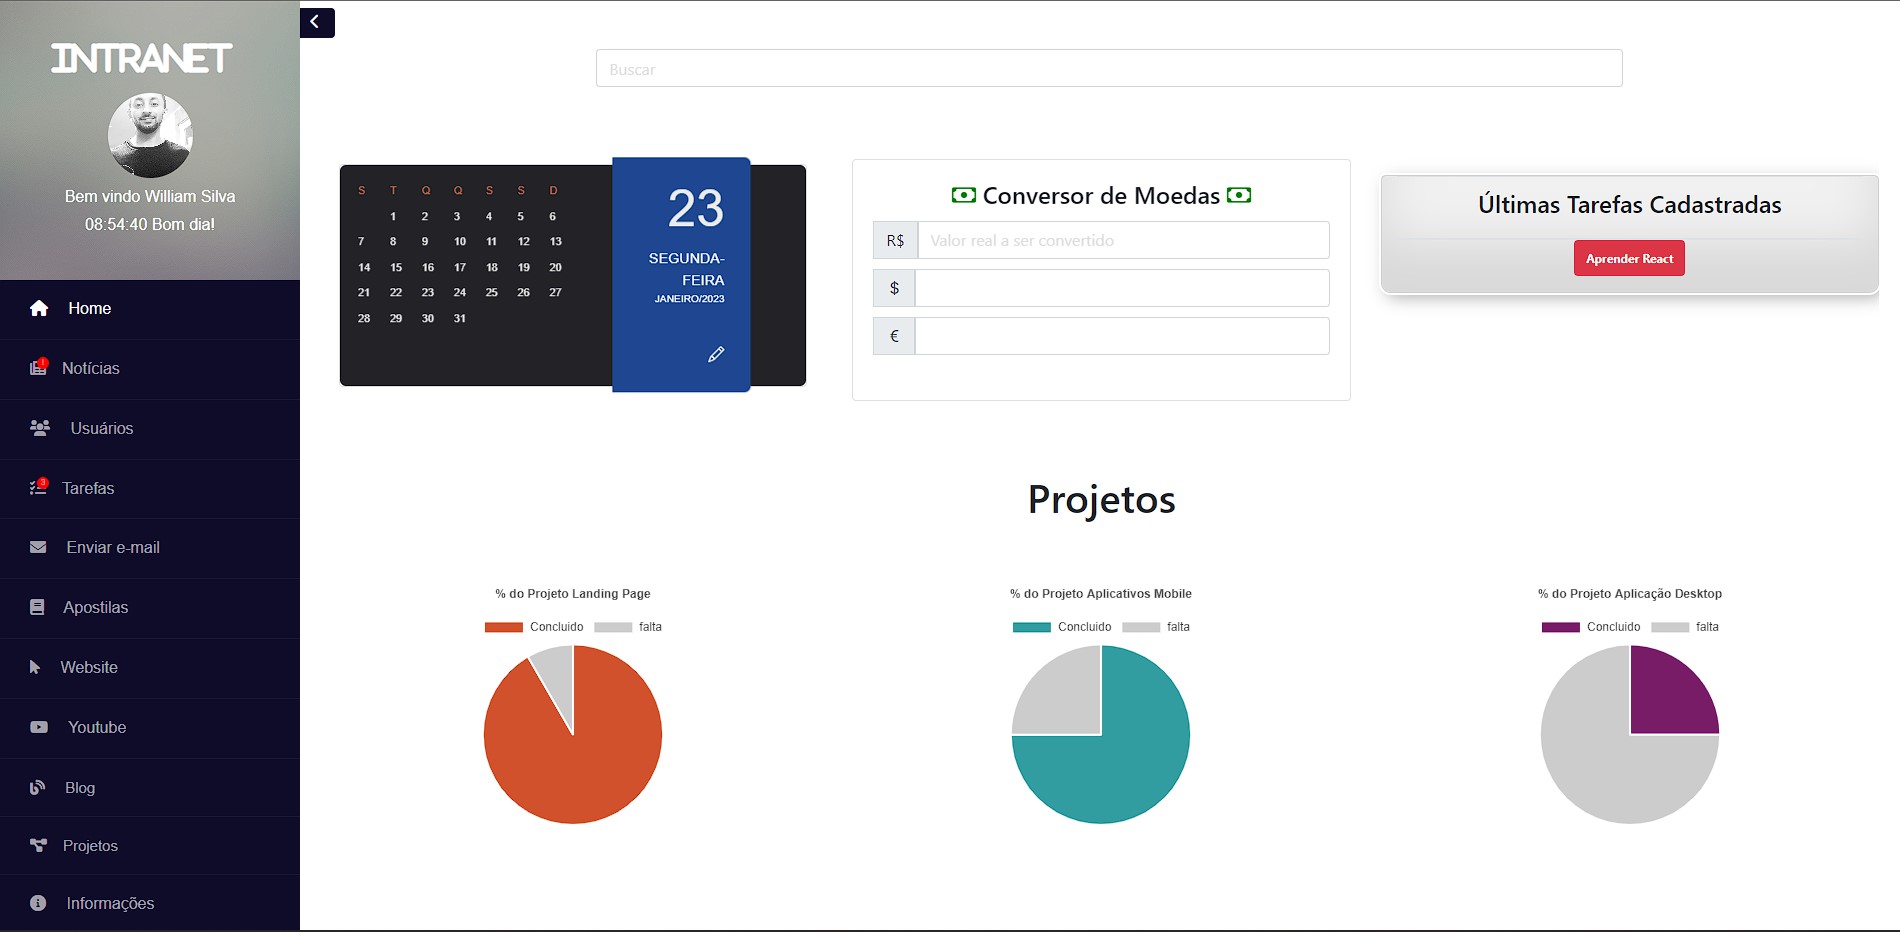 INTRANET
Bem vindo William Silva
08:54:40 Bom dia!
Home
!
Notícias
Usuários
3
Tarefas
Enviar e-mail
Apostilas
Website
Youtube
Blog
Projetos
Informações
Buscar
S T Q Q S S D
1 2 3 4 5 6
7 8 9 10 11 12 13
14 15 16 17 18 19 20
21 22 23 24 25 26 27
28 29 30 31
23
SEGUNDA-
FEIRA
JANEIRO/2023
Conversor de Moedas
R$ Valor real a ser convertido
$
€
Últimas Tarefas Cadastradas
Aprender React
Projetos
% do Projeto Landing Page
Concluido falta
% do Projeto Aplicativos Mobile
Concluido falta
% do Projeto Aplicação Desktop
Concluido falta